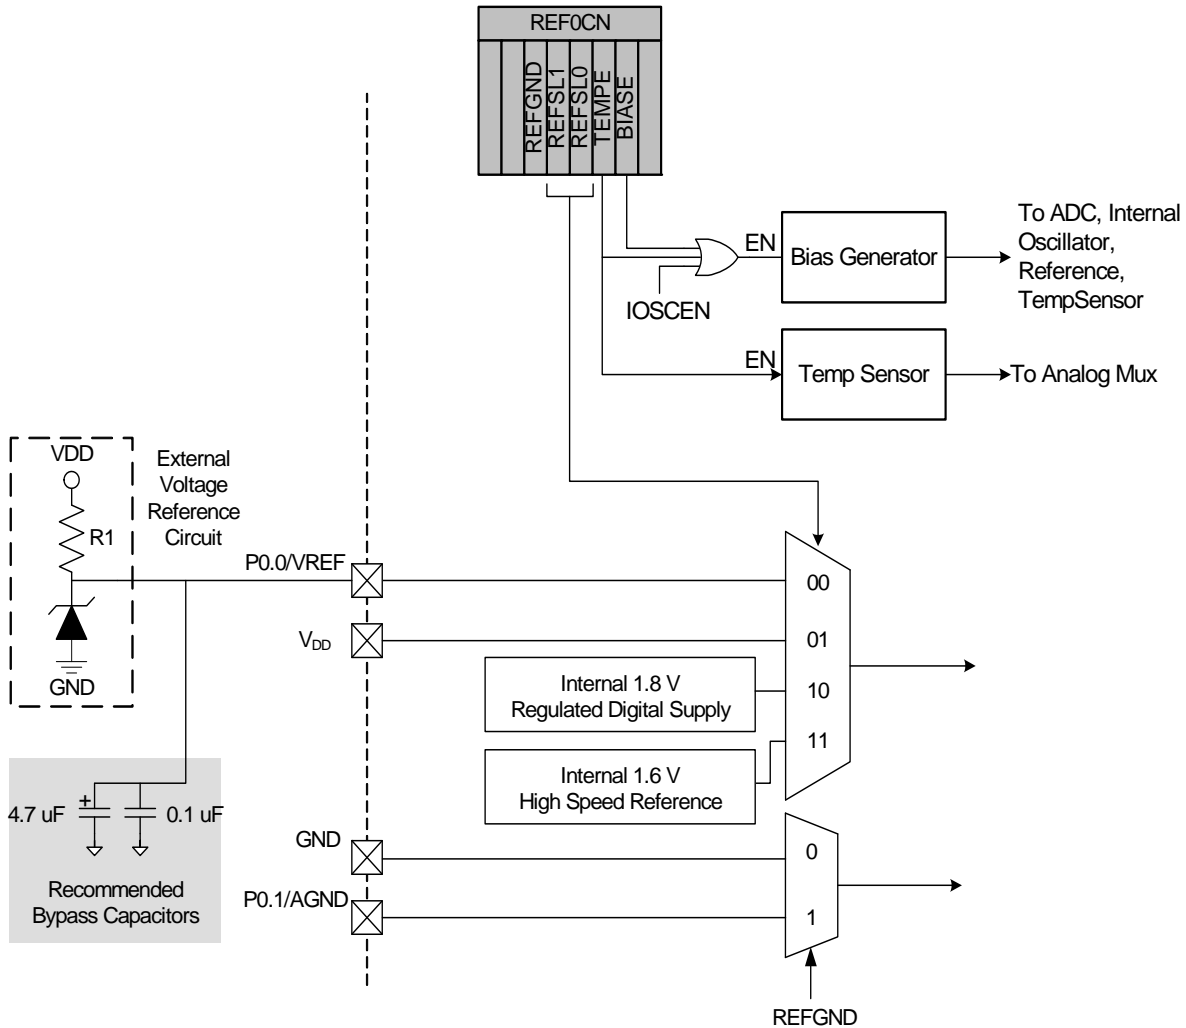 REF0CN
REFGND
REFSL1
REFSL0
TEMPE
BIASE
EN
Bias Generator
To ADC, Internal
Oscillator,
Reference,
TempSensor
IOSCEN
EN
Temp Sensor
To Analog Mux
VDD
R1
GND
External
Voltage
Reference
Circuit
P0.0/VREF
VDD
00
01
10
11
Internal 1.8 V
Regulated Digital Supply
Internal 1.6 V
High Speed Reference
4.7 uF
+
0.1 uF
Recommended
Bypass Capacitors
GND
P0.1/AGND
0
1
REFGND